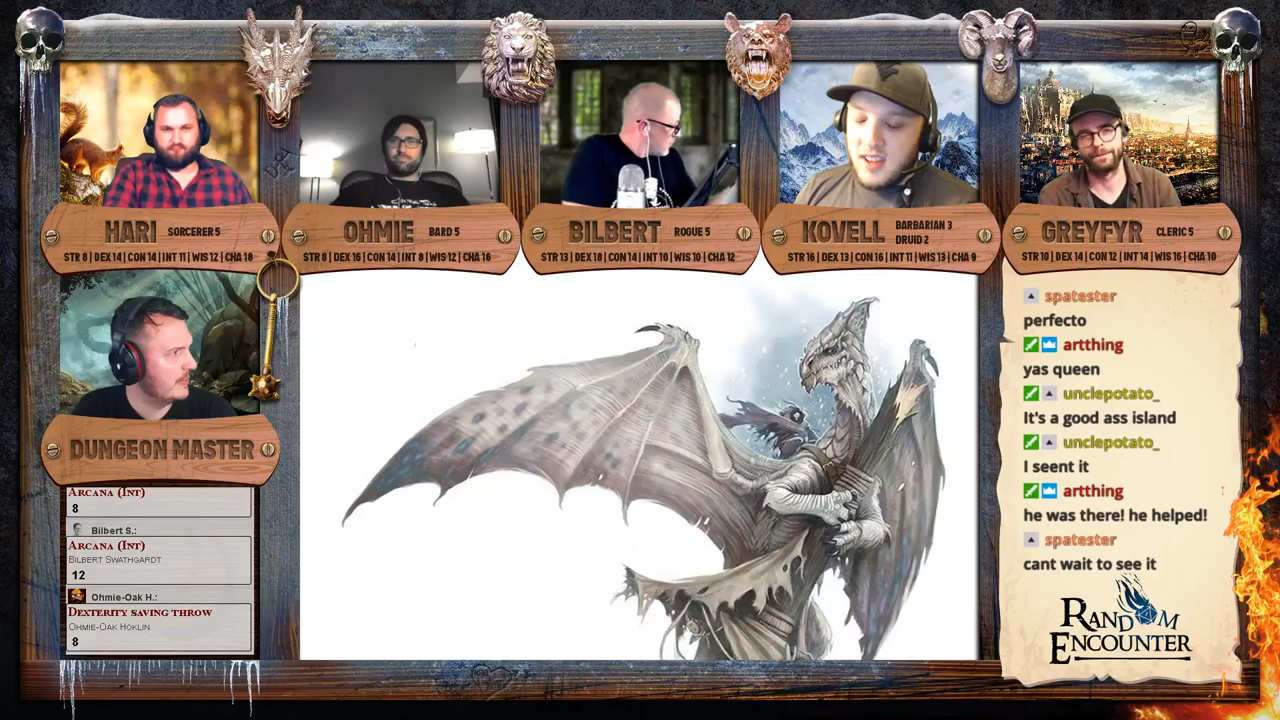 HARI SORCERER 5
STR 8 | DEX 14 | CON 14 | INT 11 | WIS 12 | CHA 18
OHMIE BARD 5
STR 8 | DEX 16 | CON 14 | INT 8 | WIS 12 | CHA 16
BILBERT ROGUE 5
STR 13 | DEX 18 | CON 14 | INT 10 | WIS 10 | CHA 12
KOVELL BARBARIAN 3
DRUID 2
STR 16 | DEX 13 | CON 16 | INT 11 | WIS 13 | CHA 9
GREYFYR CLERIC 5
STR 10 | DEX 14 | CON 12 | INT 14 | WIS 16 | CHA 10
DUNGEON MASTER
ARCANA (INT)
8
Bilbert S.:
ARCANA (INT)
BILBERT SWATHGARDT
12
Ohmie-Oak H.:
DEXTERITY SAVING THROW
OHMIE-OAK HOKLIN
8
spatester
perfecto
artthing
yas queen
unclepotato_
It's a good ass island
unclepotato_
I seent it
artthing
he was there! he helped!
spatester
cant wait to see it
RANDOM
ENCOUNTER